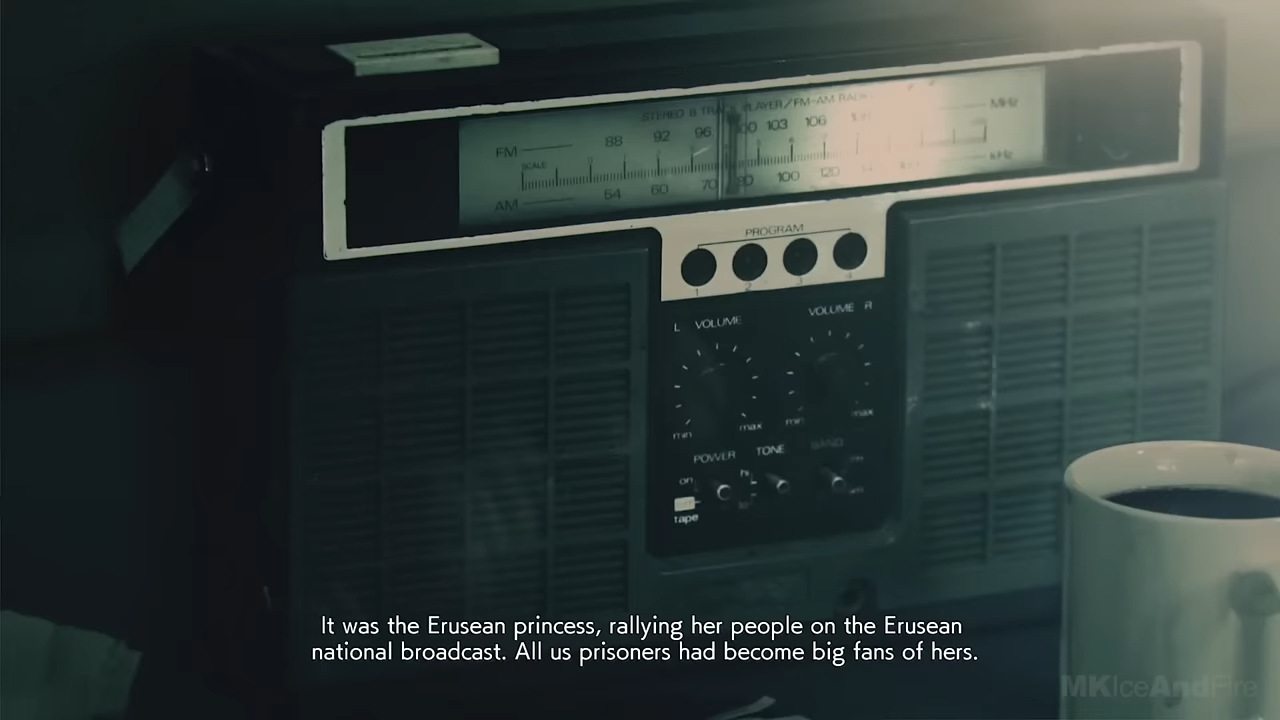 STEREO 8 TRACK PLAYER/FM-AM RADIO
MHz
FM 88 92 96 100 103 106
SCALE
kHz
AM 64 60 70 80 100 120
PROGRAM
1 2 3 4
L VOLUME
VOLUME R
min max min max
POWER TONE BAND
on hi
tape
It was the Erusean princess, rallying her people on the Erusean
national broadcast. All us prisoners had become big fans of hers.
MKIceAndFire